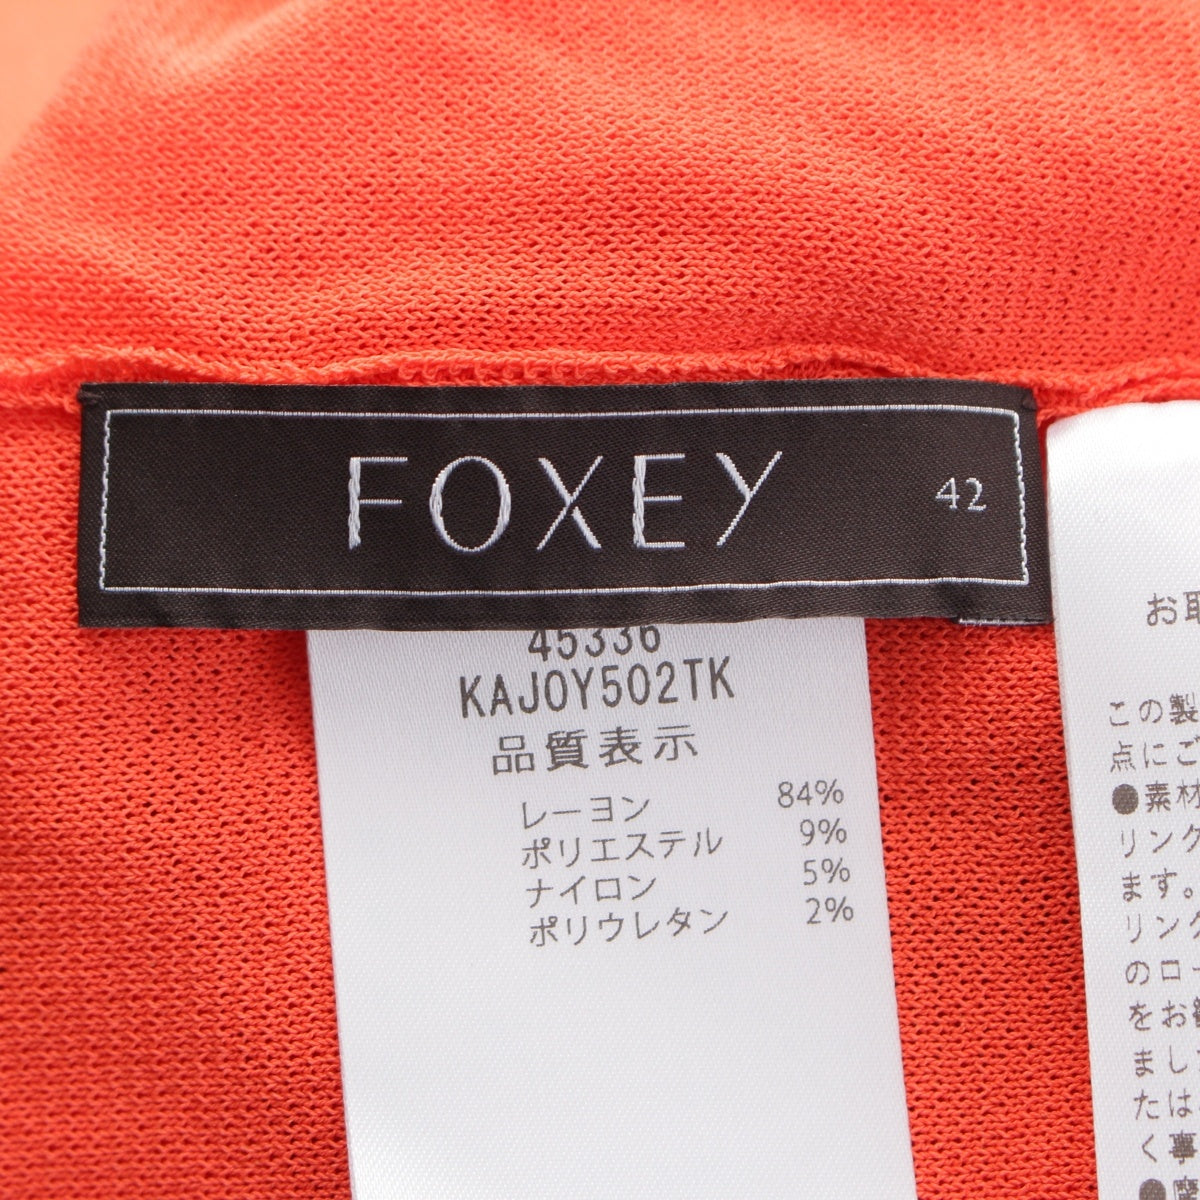 FOXEY 42
45336
KAJ0Y502TK
品質表示
レーヨン 84%
ポリエステル 9%
ナイロン 5%
ポリウレタン 2%
お取
この製
点にご
●素材
リング
ます。
リング
のロー
をお勧
ました
たは
く事